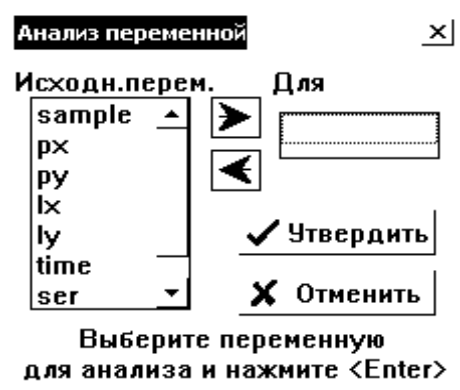 Анализ переменной
Исходн.перем.
Для
sample
px
py
lx
ly
time
ser
Утвердить
Отменить
Выберите переменную
для анализа и нажмите <Enter>